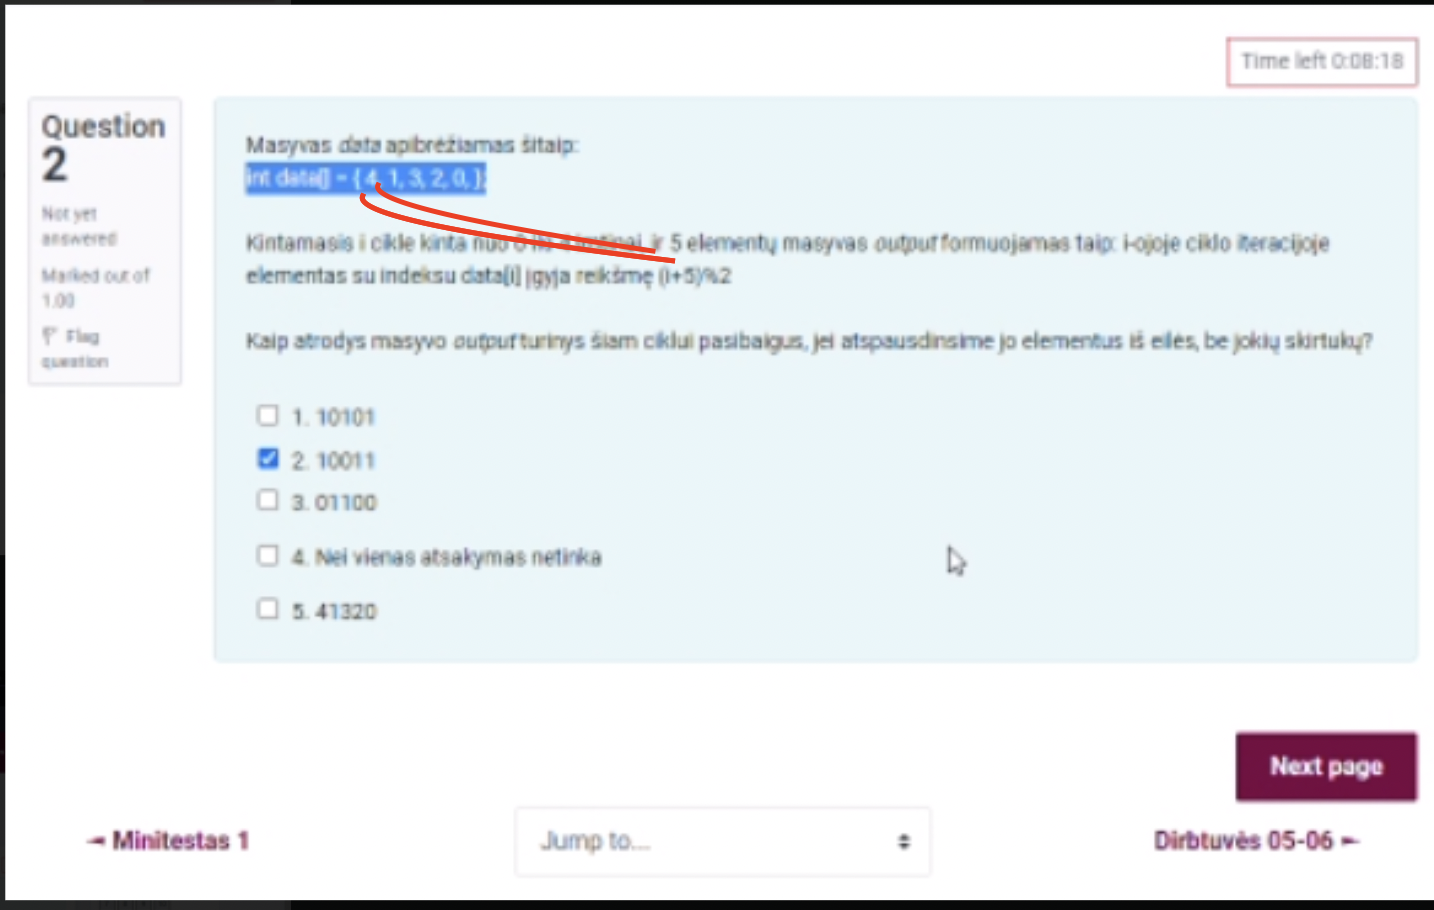 Time left 0:08:18
Question
2
Not yet
answered
Marked out of
1.00
Flag
question
Masyvas data apibrėžiamas šitaip:
int data[] = { 4, 1, 3, 2, 0, };
Kintamasis i cikle kinta nuo 0 iki 4 imtinai, ir 5 elementų masyvas output formuojamas taip: i-ojoje ciklo iteracijoje
elementas su indeksu data[i] įgyja reikšmę (i+5)%2
Kaip atrodys masyvo output turinys šiam ciklui pasibaigus, jei atspausdinsime jo elementus iš eilės, be jokių skirtukų?
1. 10101
2. 10011
3. 01100
4. Nei vienas atsakymas netinka
5. 41320
Next page
Minitestas 1
Jump to...
Dirbtuvės 05-06